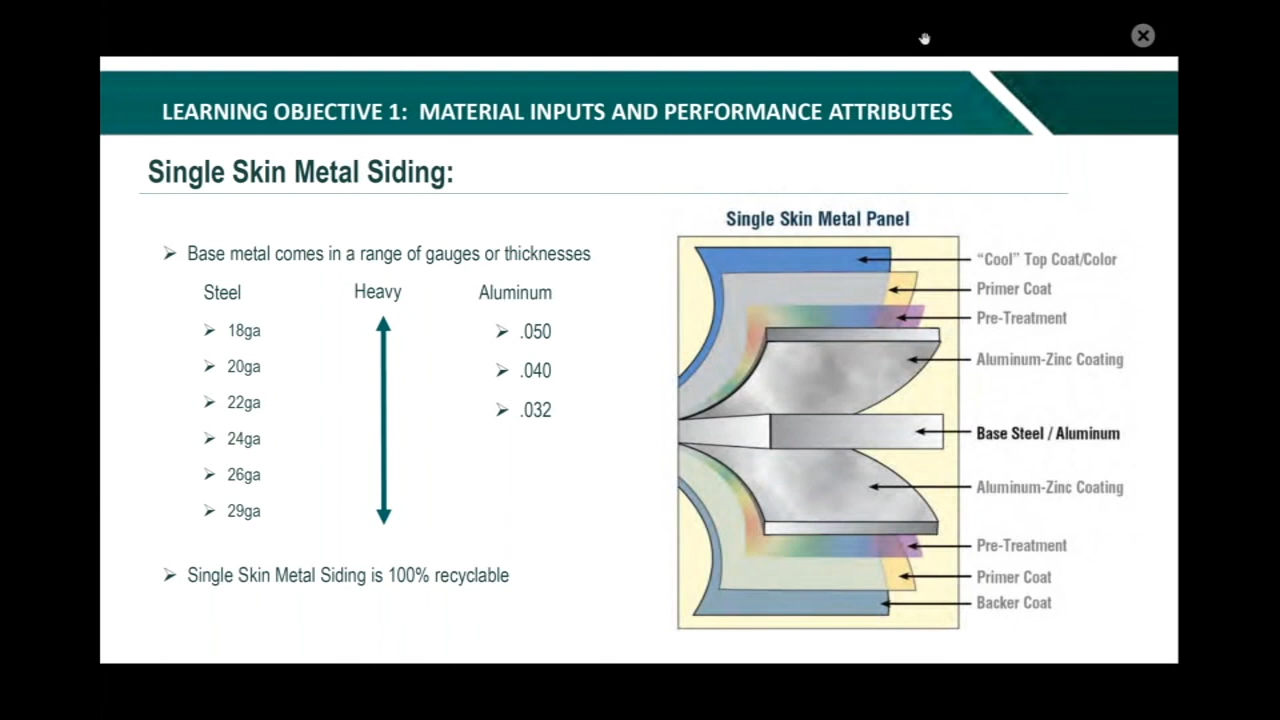 LEARNING OBJECTIVE 1: MATERIAL INPUTS AND PERFORMANCE ATTRIBUTES
Single Skin Metal Siding:
Base metal comes in a range of gauges or thicknesses
Steel
Heavy
Aluminum
18ga
20ga
22ga
24ga
26ga
29ga
.050
.040
.032
Single Skin Metal Siding is 100% recyclable
Single Skin Metal Panel
“Cool” Top Coat/Color
Primer Coat
Pre-Treatment
Aluminum-Zinc Coating
Base Steel / Aluminum
Aluminum-Zinc Coating
Pre-Treatment
Primer Coat
Backer Coat